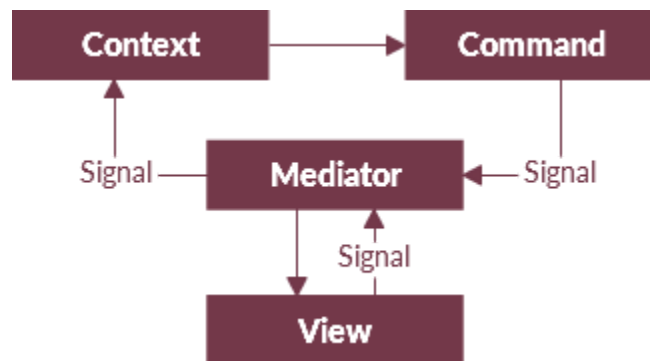 Context
Command
Signal
Mediator
Signal
Signal
View